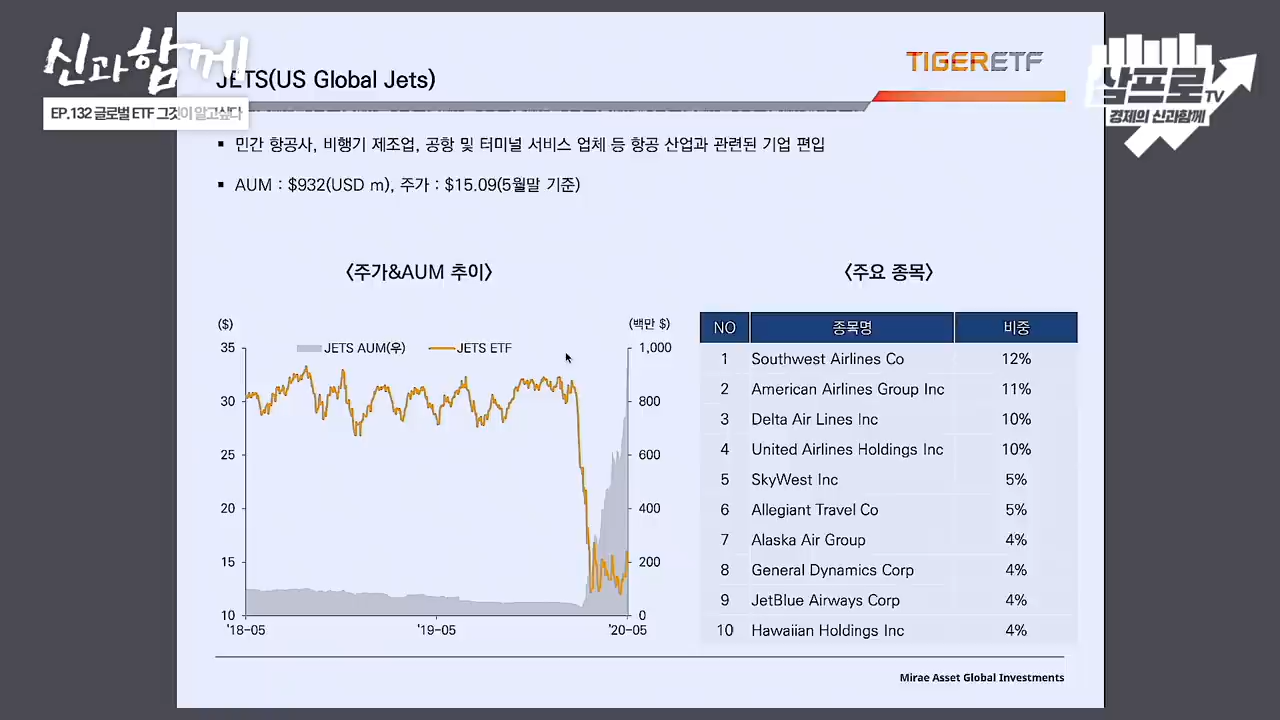 신과함께
EP.132 글로벌 ETF 그것이 알고싶다
JETS(US Global Jets)
TIGERETF
삼프로TV
경제의 신과함께
▪ 민간 항공사, 비행기 제조업, 공항 및 터미널 서비스 업체 등 항공 산업과 관련된 기업 편입
▪ AUM : $932(USD m), 주가 : $15.09(5월말 기준)
〈주가&AUM 추이〉
($)
(백만 $)
JETS AUM(우) JETS ETF
35 1,000
30 800
25 600
20 400
15 200
10 0
'18-05 '19-05 '20-05
〈주요 종목〉
NO 종목명 비중
1 Southwest Airlines Co 12%
2 American Airlines Group Inc 11%
3 Delta Air Lines Inc 10%
4 United Airlines Holdings Inc 10%
5 SkyWest Inc 5%
6 Allegiant Travel Co 5%
7 Alaska Air Group 4%
8 General Dynamics Corp 4%
9 JetBlue Airways Corp 4%
10 Hawaiian Holdings Inc 4%
Mirae Asset Global Investments